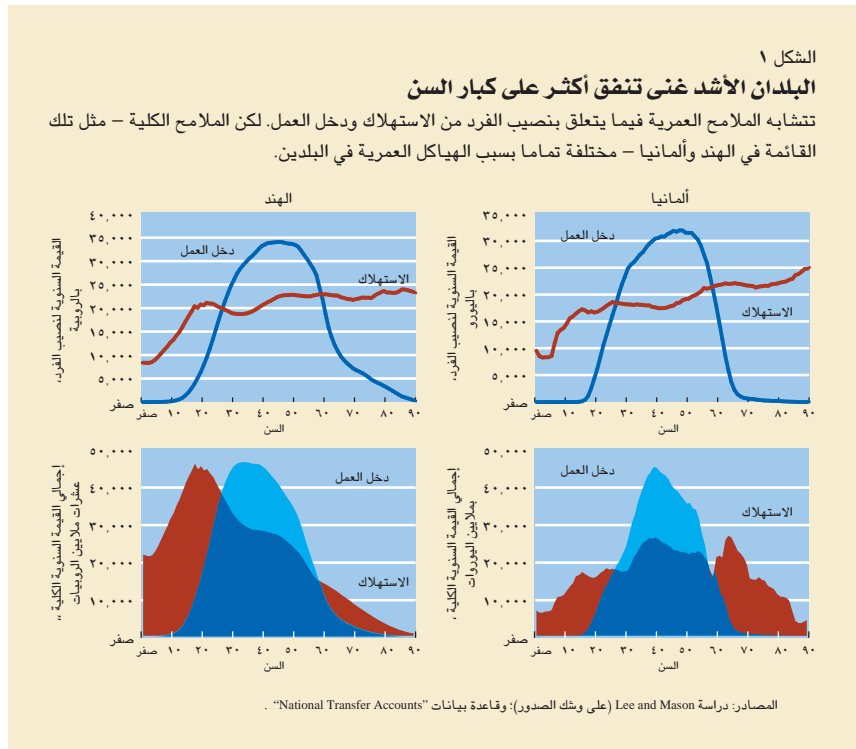 الشكل ١
البلدان الأشد غنى تنفق أكثر على كبار السن
تتشابه الملامح العمرية فيما يتعلق بنصيب الفرد من الاستهلاك ودخل العمل. لكن الملامح الكلية – مثل تلك
القائمة في الهند وألمانيا – مختلفة تماما بسبب الهياكل العمرية في البلدين.
ألمانيا
القيمة السنوية لنصيب الفرد،
باليورو
٣٥,٠٠٠
٣٠,٠٠٠
٢٥,٠٠٠
٢٠,٠٠٠
١٥,٠٠٠
١٠,٠٠٠
٥,٠٠٠
صفر
دخل العمل
الاستهلاك
صفر ١٠ ٢٠ ٣٠ ٤٠ ٥٠ ٦٠ ٧٠ ٨٠ ٩٠
السن
الهند
القيمة السنوية لنصيب الفرد،
بالروبية
٤٠,٠٠٠
٣٥,٠٠٠
٣٠,٠٠٠
٢٥,٠٠٠
٢٠,٠٠٠
١٥,٠٠٠
١٠,٠٠٠
٥,٠٠٠
صفر
دخل العمل
الاستهلاك
صفر ١٠ ٢٠ ٣٠ ٤٠ ٥٠ ٦٠ ٧٠ ٨٠ ٩٠
السن
إجمالي القيمة السنوية الكلية ،
بملايين اليوروات
٥٠,٠٠٠
٤٠,٠٠٠
٣٠,٠٠٠
٢٠,٠٠٠
١٠,٠٠٠
صفر
دخل العمل
الاستهلاك
صفر ١٠ ٢٠ ٣٠ ٤٠ ٥٠ ٦٠ ٧٠ ٨٠ ٩٠
السن
إجمالي القيمة السنوية الكلية ،،
عشرات ملايين الروبيات
٥٠,٠٠٠
٤٠,٠٠٠
٣٠,٠٠٠
٢٠,٠٠٠
١٠,٠٠٠
صفر
دخل العمل
الاستهلاك
صفر ١٠ ٢٠ ٣٠ ٤٠ ٥٠ ٦٠ ٧٠ ٨٠ ٩٠
السن
المصادر: دراسة Lee and Mason (على وشك الصدور)؛ وقاعدة بيانات “National Transfer Accounts” .